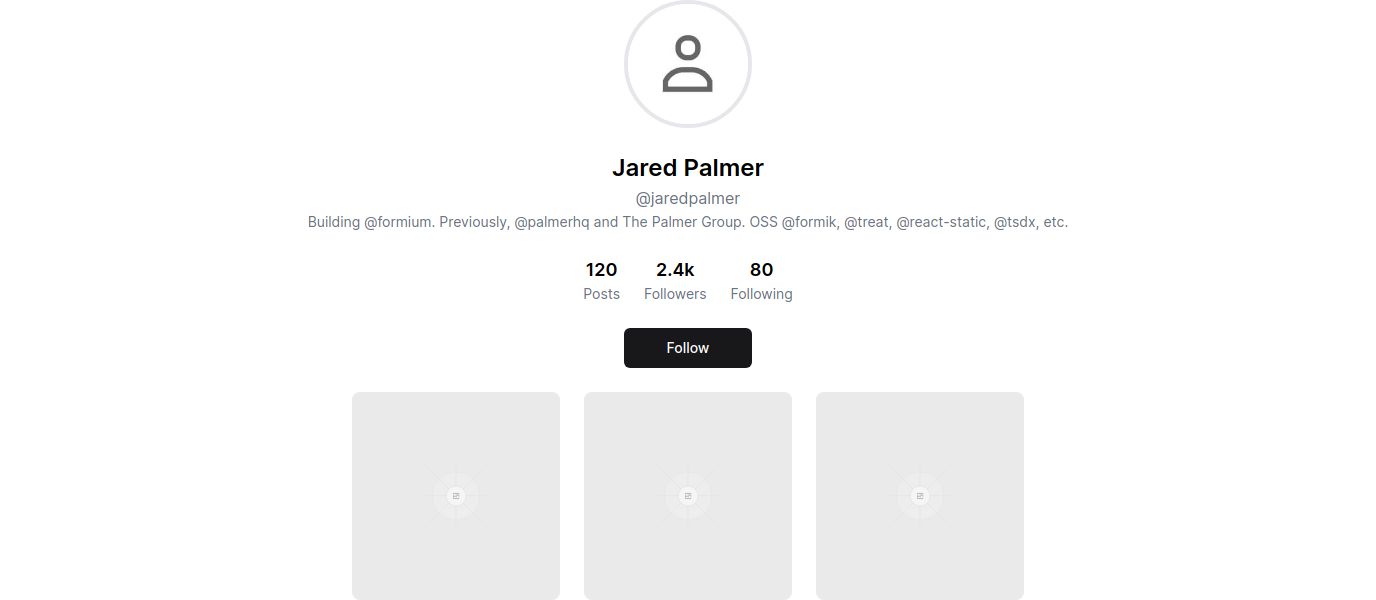 Jared Palmer
@jaredpalmer
Building @formium. Previously, @palmerhq and The Palmer Group. OSS @formik, @treat, @react-static, @tsdx, etc.
120 2.4k 80
Posts Followers Following
Follow